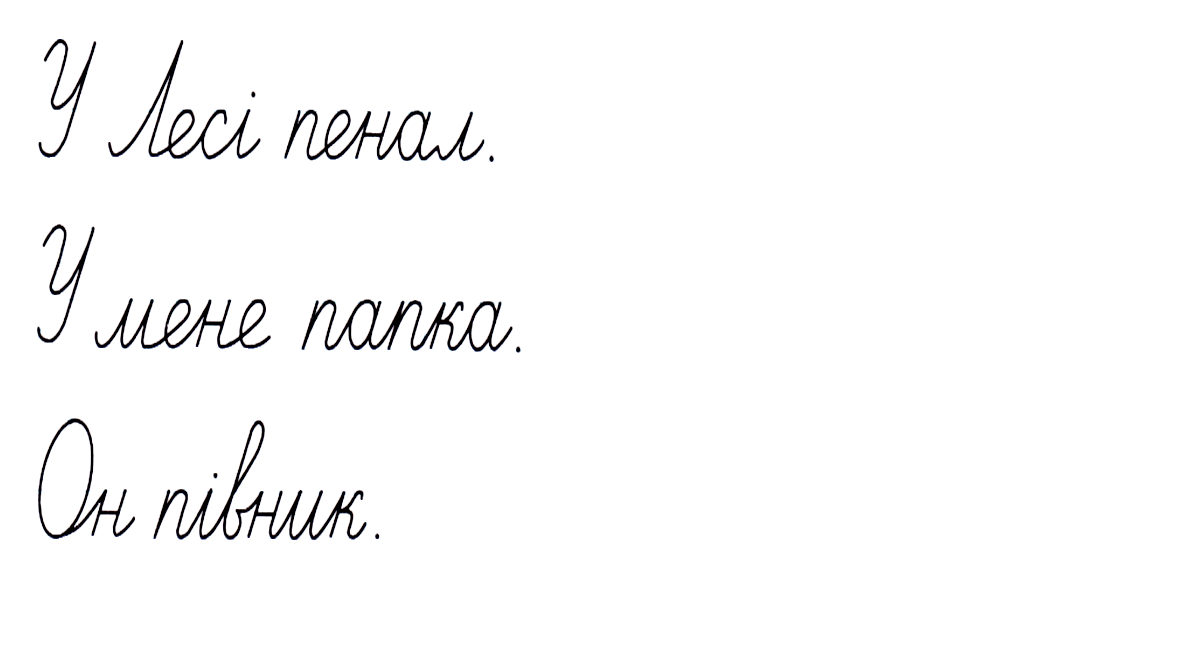 У Лесі пенал.
У мене папка.
Он півник.